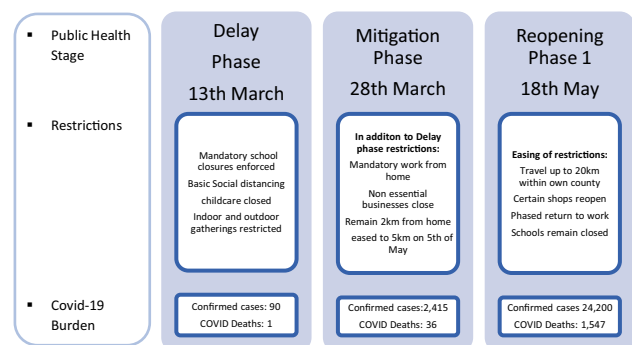 ▪ Public Health
Stage
▪ Restrictions
▪ Covid-19
Burden
Delay
Phase
13th March
Mandatory school
closures enforced
Basic Social distancing
childcare closed
Indoor and outdoor
gatherings restricted
Confirmed cases: 90
COVID Deaths: 1
Mitigation
Phase
28th March
In additon to Delay
phase restrictions:
Mandatory work from
home
Non essential
businesses close
Remain 2km from home
eased to 5km on 5th of
May
Confirmed cases:2,415
COVID Deaths: 36
Reopening
Phase 1
18th May
Easing of restrictions:
Travel up to 20km
within own county
Certain shops reopen
Phased return to work
Schools remain closed
Confirmed cases 24,200
COVID Deaths: 1,547